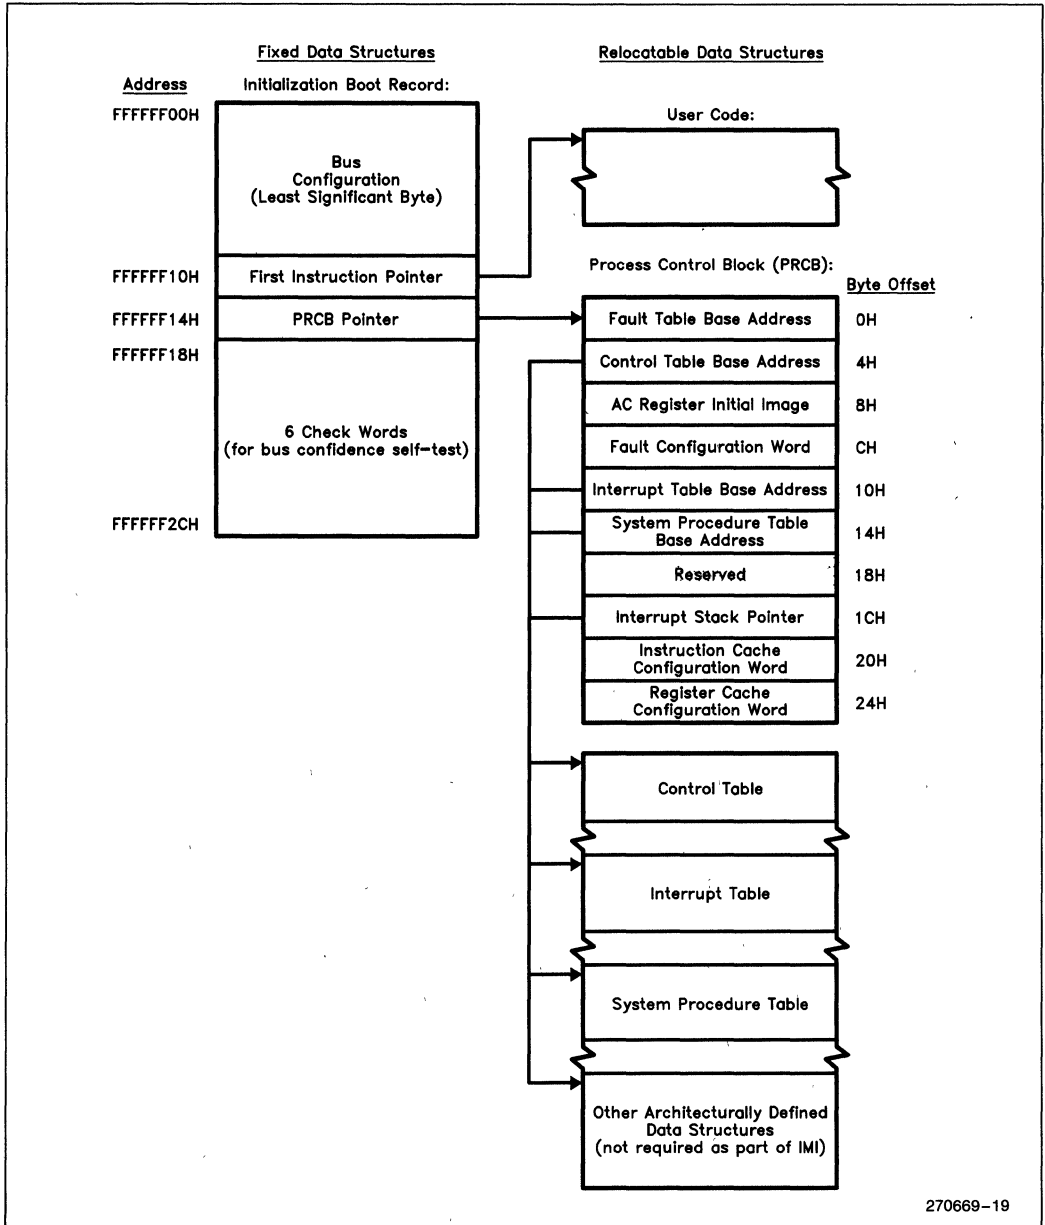 Fixed Data Structures
Relocatable Data Structures
Address
Initialization Boot Record:
FFFFFF00H
Bus
Configuration
(Least Significant Byte)
User Code:
FFFFFF10H
First Instruction Pointer
Process Control Block (PRCB):
Byte Offset
FFFFFF14H
PRCB Pointer
Fault Table Base Address
0H
FFFFFF18H
Control Table Base Address
4H
AC Register Initial Image
8H
6 Check Words
(for bus confidence self-test)
Fault Configuration Word
CH
Interrupt Table Base Address
10H
FFFFFF2CH
System Procedure Table
Base Address
14H
Reserved
18H
Interrupt Stack Pointer
1CH
Instruction Cache
Configuration Word
20H
Register Cache
Configuration Word
24H
Control Table
Interrupt Table
System Procedure Table
Other Architecturally Defined
Data Structures
(not required as part of IMI)
270669-19